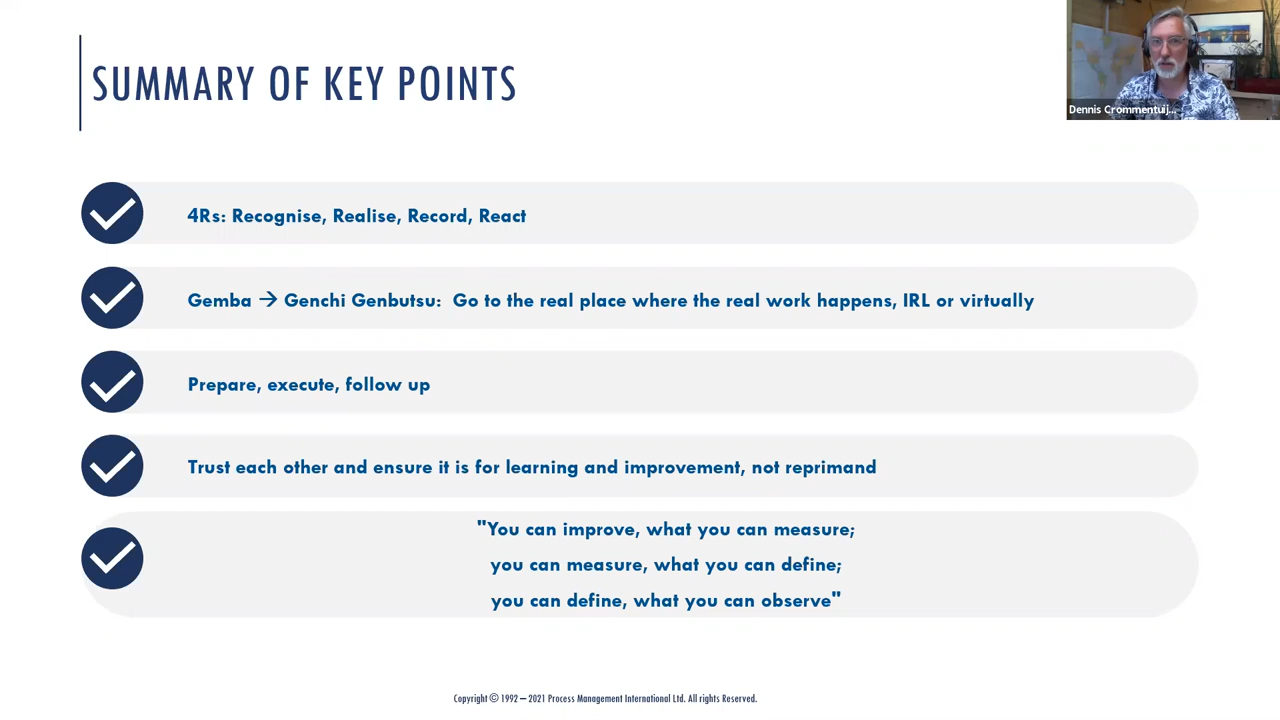 SUMMARY OF KEY POINTS
Dennis Crommentuij...
4Rs: Recognise, Realise, Record, React
Gemba → Genchi Genbutsu: Go to the real place where the real work happens, IRL or virtually
Prepare, execute, follow up
Trust each other and ensure it is for learning and improvement, not reprimand
"You can improve, what you can measure;
you can measure, what you can define;
you can define, what you can observe"
Copyright © 1992 – 2021 Process Management International Ltd. All rights Reserved.